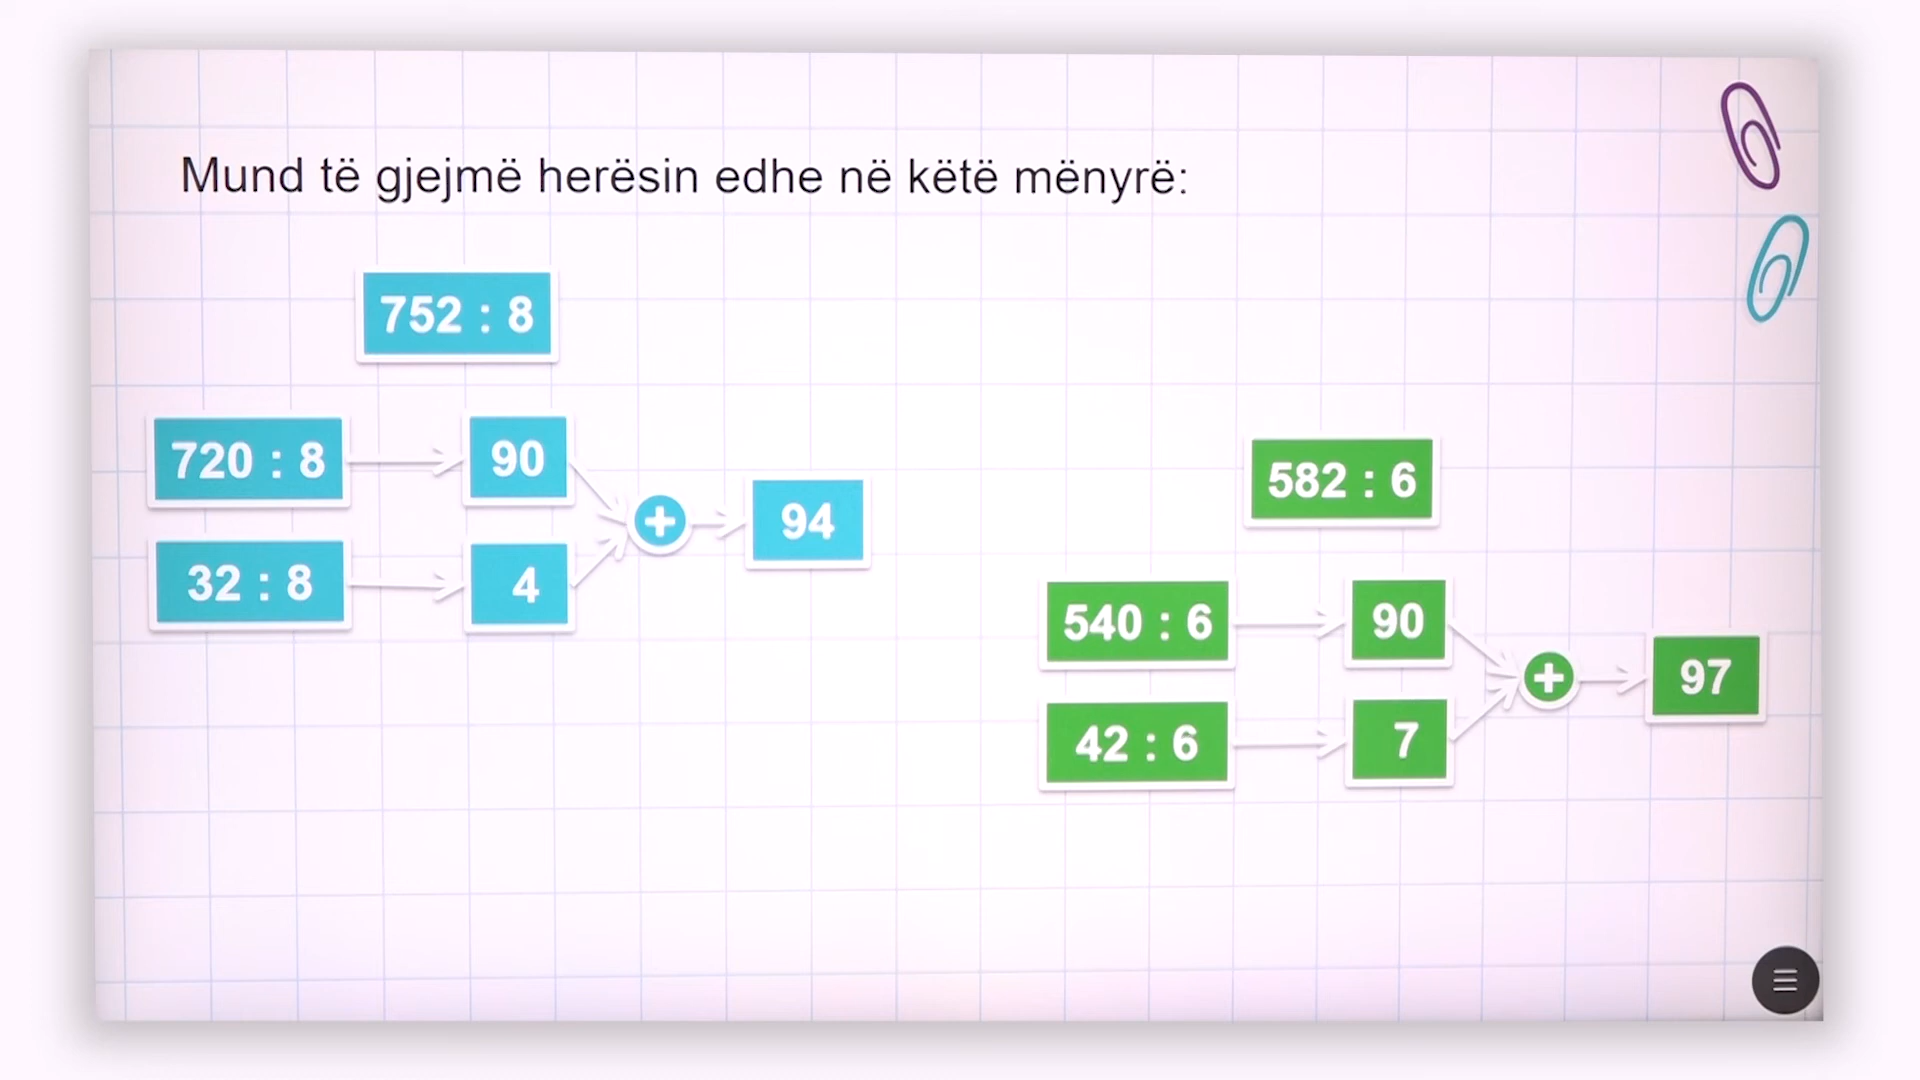 Mund të gjejmë herësin edhe në këtë mënyrë:
752 : 8
720 : 8
90
32 : 8
4
+
94
582 : 6
540 : 6
90
42 : 6
7
+
97